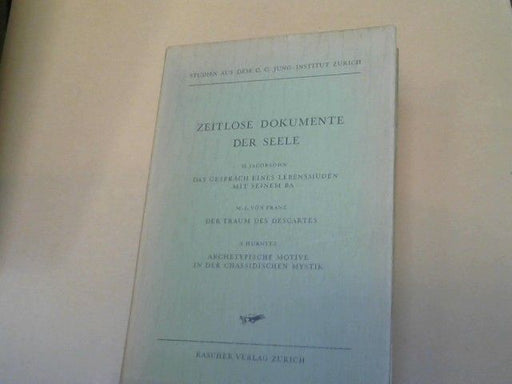 STUDIEN AUS DEM C. G. JUNG-INSTITUT ZÜRICH
ZEITLOSE DOKUMENTE
DER SEELE
H. JACOBSOHN
DAS GESPRÄCH EINES LEBENSMÜDEN
MIT SEINEM BA
M.-L. VON FRANZ
DER TRAUM DES DESCARTES
S. HURWITZ
ARCHETYPISCHE MOTIVE
IN DER CHASSIDISCHEN MYSTIK
RASCHER VERLAG ZÜRICH